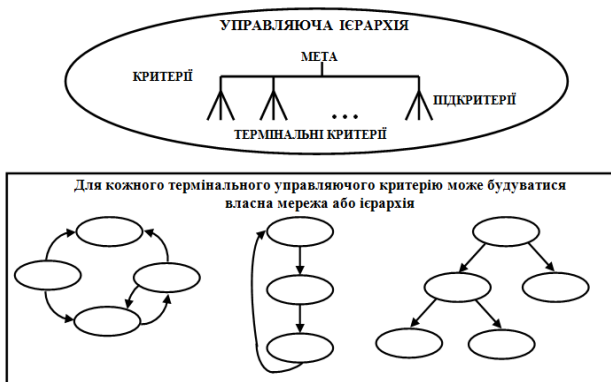 УПРАВЛЯЮЧА ІЄРАРХІЯ
МЕТА
КРИТЕРІЇ
ПІДКРИТЕРІЇ
ТЕРМІНАЛЬНІ КРИТЕРІЇ
Для кожного термінального управляючого критерію може будуватися
власна мережа або ієрархія